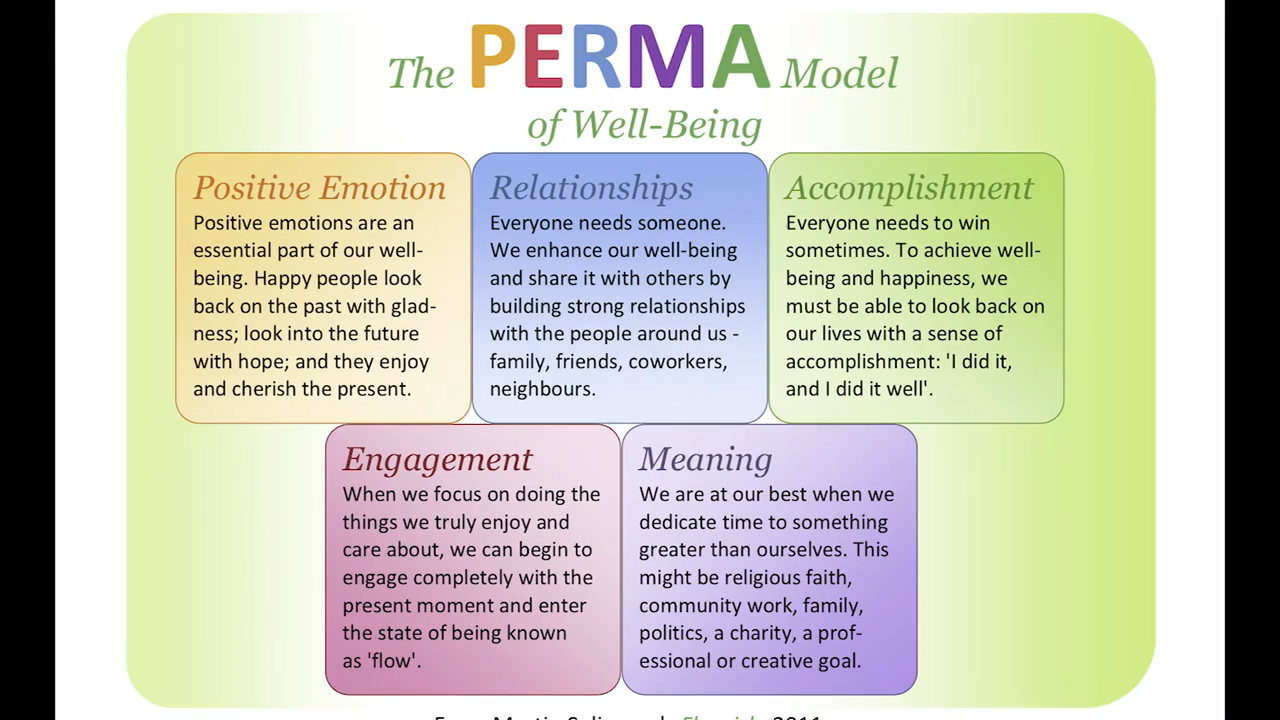 The PERMA Model
of Well-Being
Positive Emotion
Positive emotions are an
essential part of our well-
being. Happy people look
back on the past with glad-
ness; look into the future
with hope; and they enjoy
and cherish the present.
Relationships
Everyone needs someone.
We enhance our well-being
and share it with others by
building strong relationships
with the people around us -
family, friends, coworkers,
neighbours.
Accomplishment
Everyone needs to win
sometimes. To achieve well-
being and happiness, we
must be able to look back on
our lives with a sense of
accomplishment: 'I did it,
and I did it well'.
Engagement
When we focus on doing the
things we truly enjoy and
care about, we can begin to
engage completely with the
present moment and enter
the state of being known
as 'flow'.
Meaning
We are at our best when we
dedicate time to something
greater than ourselves. This
might be religious faith,
community work, family,
politics, a charity, a prof-
essional or creative goal.